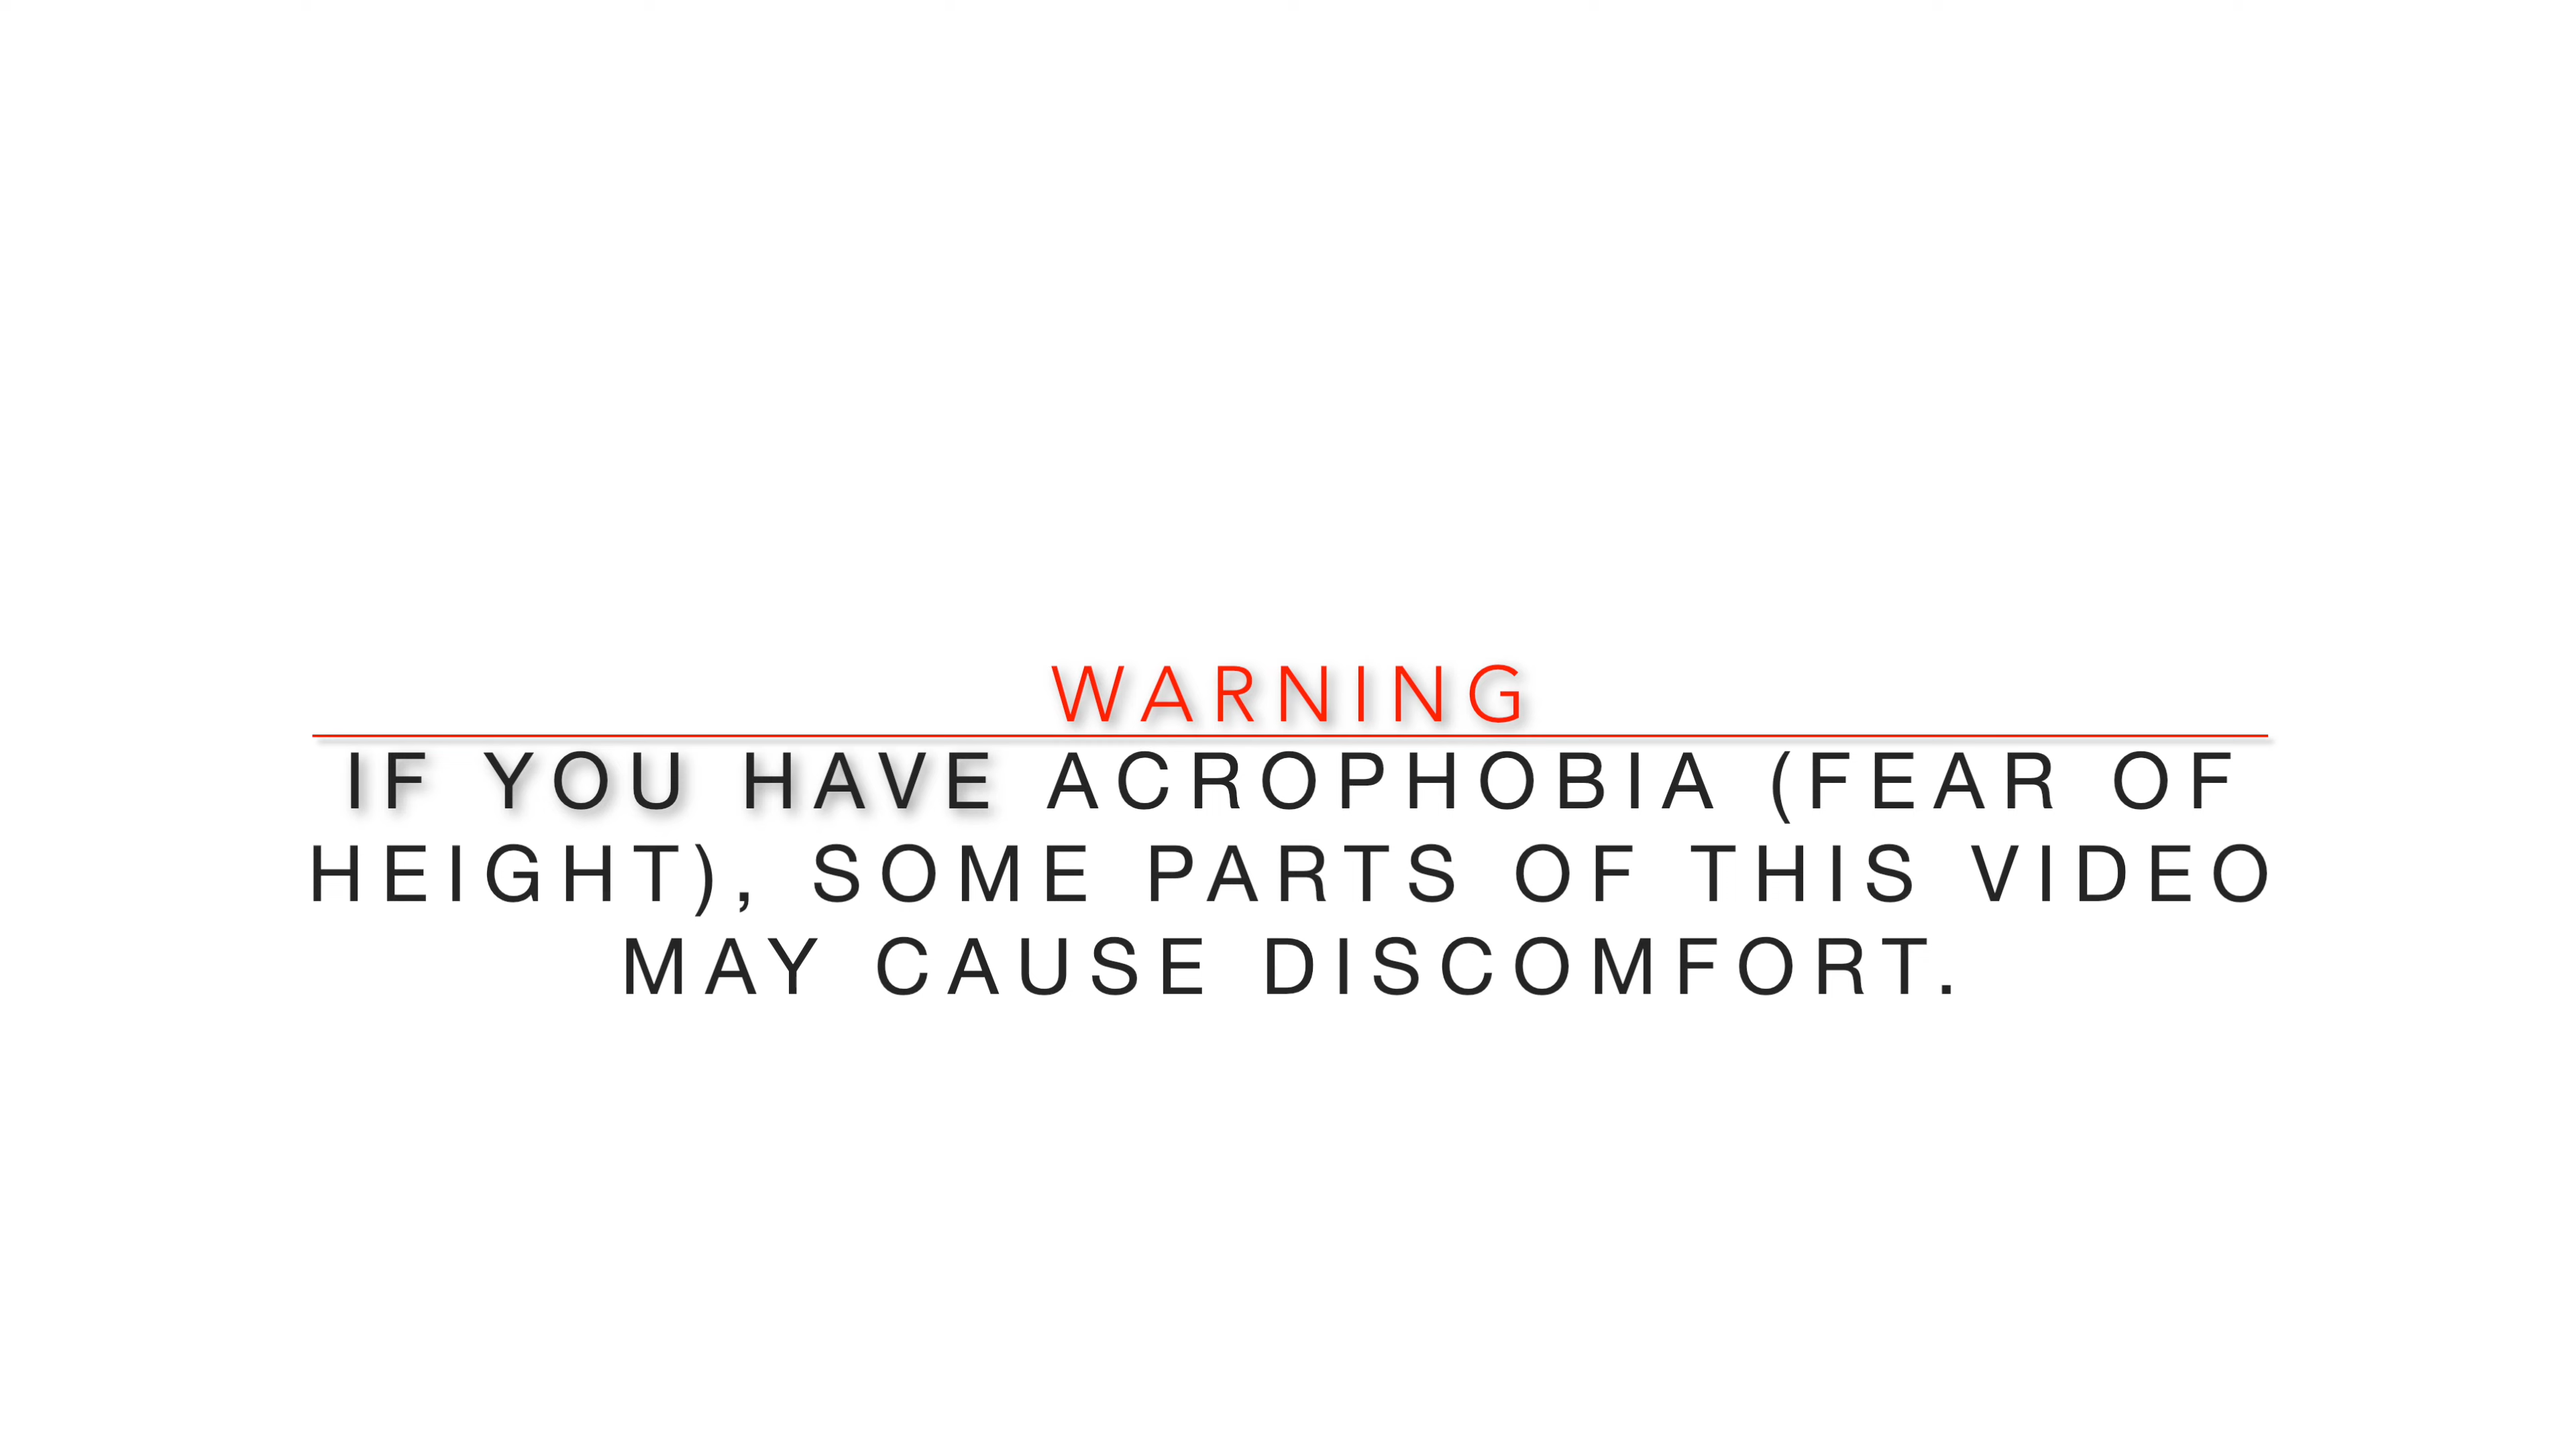 WARNING
IF YOU HAVE ACROPHOBIA (FEAR OF
HEIGHT), SOME PARTS OF THIS VIDEO
MAY CAUSE DISCOMFORT.